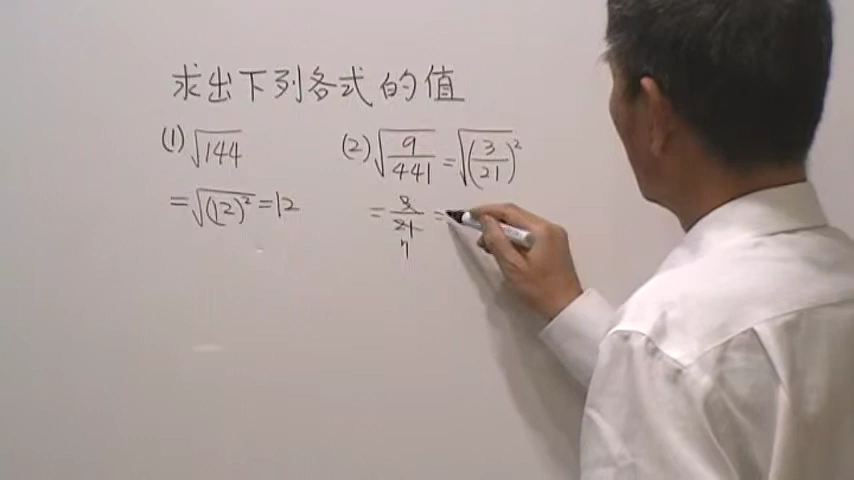 求出下列各式的值
(1) √144 (2) √(9/441) = √((3/21)²)
= √((12)²) = 12 = 3/21 =
7